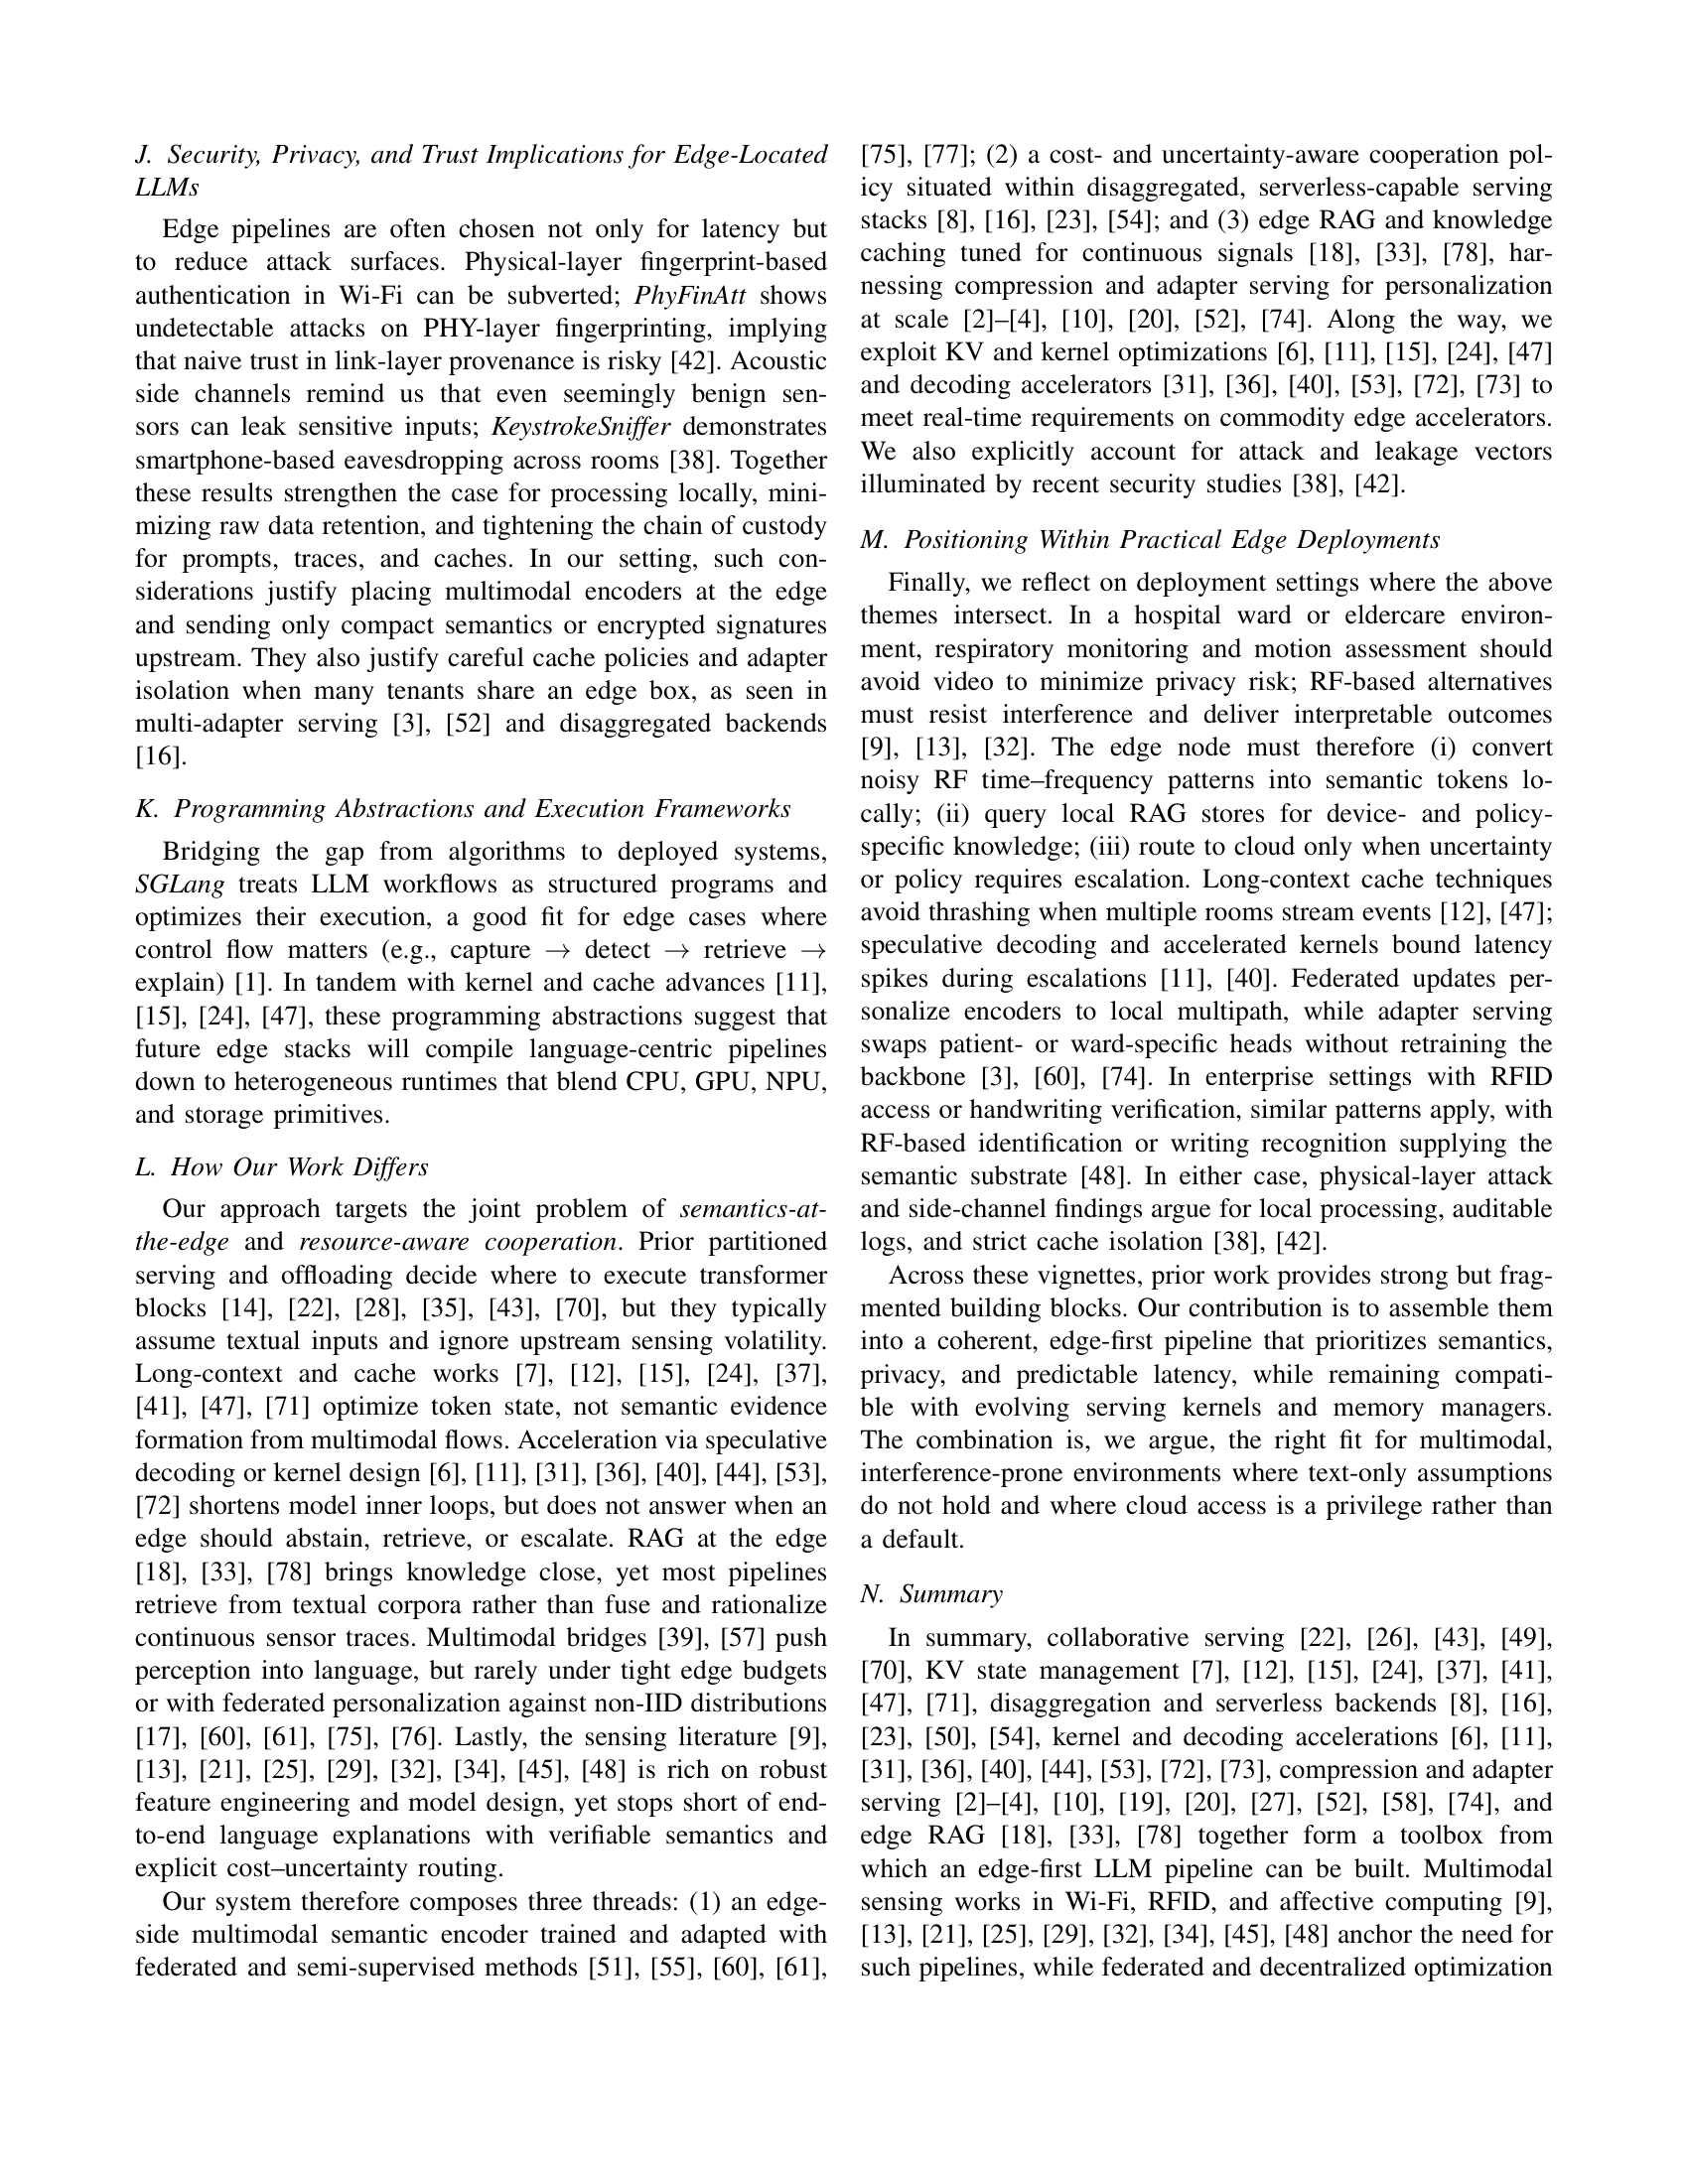 J. Security, Privacy, and Trust Implications for Edge-Located
LLMs
Edge pipelines are often chosen not only for latency but
to reduce attack surfaces. Physical-layer fingerprint-based
authentication in Wi-Fi can be subverted; PhyFinAtt shows
undetectable attacks on PHY-layer fingerprinting, implying
that naive trust in link-layer provenance is risky [42]. Acoustic
side channels remind us that even seemingly benign sen-
sors can leak sensitive inputs; KeystrokeSniffer demonstrates
smartphone-based eavesdropping across rooms [38]. Together
these results strengthen the case for processing locally, mini-
mizing raw data retention, and tightening the chain of custody
for prompts, traces, and caches. In our setting, such con-
siderations justify placing multimodal encoders at the edge
and sending only compact semantics or encrypted signatures
upstream. They also justify careful cache policies and adapter
isolation when many tenants share an edge box, as seen in
multi-adapter serving [3], [52] and disaggregated backends
[16].
K. Programming Abstractions and Execution Frameworks
Bridging the gap from algorithms to deployed systems,
SGLang treats LLM workflows as structured programs and
optimizes their execution, a good fit for edge cases where
control flow matters (e.g., capture → detect → retrieve →
explain) [1]. In tandem with kernel and cache advances [11],
[15], [24], [47], these programming abstractions suggest that
future edge stacks will compile language-centric pipelines
down to heterogeneous runtimes that blend CPU, GPU, NPU,
and storage primitives.
L. How Our Work Differs
Our approach targets the joint problem of semantics-at-
the-edge and resource-aware cooperation. Prior partitioned
serving and offloading decide where to execute transformer
blocks [14], [22], [28], [35], [43], [70], but they typically
assume textual inputs and ignore upstream sensing volatility.
Long-context and cache works [7], [12], [15], [24], [37],
[41], [47], [71] optimize token state, not semantic evidence
formation from multimodal flows. Acceleration via speculative
decoding or kernel design [6], [11], [31], [36], [40], [44], [53],
[72] shortens model inner loops, but does not answer when an
edge should abstain, retrieve, or escalate. RAG at the edge
[18], [33], [78] brings knowledge close, yet most pipelines
retrieve from textual corpora rather than fuse and rationalize
continuous sensor traces. Multimodal bridges [39], [57] push
perception into language, but rarely under tight edge budgets
or with federated personalization against non-IID distributions
[17], [60], [61], [75], [76]. Lastly, the sensing literature [9],
[13], [21], [25], [29], [32], [34], [45], [48] is rich on robust
feature engineering and model design, yet stops short of end-
to-end language explanations with verifiable semantics and
explicit cost–uncertainty routing.
Our system therefore composes three threads: (1) an edge-
side multimodal semantic encoder trained and adapted with
federated and semi-supervised methods [51], [55], [60], [61],
[75], [77]; (2) a cost- and uncertainty-aware cooperation pol-
icy situated within disaggregated, serverless-capable serving
stacks [8], [16], [23], [54]; and (3) edge RAG and knowledge
caching tuned for continuous signals [18], [33], [78], har-
nessing compression and adapter serving for personalization
at scale [2]–[4], [10], [20], [52], [74]. Along the way, we
exploit KV and kernel optimizations [6], [11], [15], [24], [47]
and decoding accelerators [31], [36], [40], [53], [72], [73] to
meet real-time requirements on commodity edge accelerators.
We also explicitly account for attack and leakage vectors
illuminated by recent security studies [38], [42].
M. Positioning Within Practical Edge Deployments
Finally, we reflect on deployment settings where the above
themes intersect. In a hospital ward or eldercare environ-
ment, respiratory monitoring and motion assessment should
avoid video to minimize privacy risk; RF-based alternatives
must resist interference and deliver interpretable outcomes
[9], [13], [32]. The edge node must therefore (i) convert
noisy RF time–frequency patterns into semantic tokens lo-
cally; (ii) query local RAG stores for device- and policy-
specific knowledge; (iii) route to cloud only when uncertainty
or policy requires escalation. Long-context cache techniques
avoid thrashing when multiple rooms stream events [12], [47];
speculative decoding and accelerated kernels bound latency
spikes during escalations [11], [40]. Federated updates per-
sonalize encoders to local multipath, while adapter serving
swaps patient- or ward-specific heads without retraining the
backbone [3], [60], [74]. In enterprise settings with RFID
access or handwriting verification, similar patterns apply, with
RF-based identification or writing recognition supplying the
semantic substrate [48]. In either case, physical-layer attack
and side-channel findings argue for local processing, auditable
logs, and strict cache isolation [38], [42].
Across these vignettes, prior work provides strong but frag-
mented building blocks. Our contribution is to assemble them
into a coherent, edge-first pipeline that prioritizes semantics,
privacy, and predictable latency, while remaining compati-
ble with evolving serving kernels and memory managers.
The combination is, we argue, the right fit for multimodal,
interference-prone environments where text-only assumptions
do not hold and where cloud access is a privilege rather than
a default.
N. Summary
In summary, collaborative serving [22], [26], [43], [49],
[70], KV state management [7], [12], [15], [24], [37], [41],
[47], [71], disaggregation and serverless backends [8], [16],
[23], [50], [54], kernel and decoding accelerations [6], [11],
[31], [36], [40], [44], [53], [72], [73], compression and adapter
serving [2]–[4], [10], [19], [20], [27], [52], [58], [74], and
edge RAG [18], [33], [78] together form a toolbox from
which an edge-first LLM pipeline can be built. Multimodal
sensing works in Wi-Fi, RFID, and affective computing [9],
[13], [21], [25], [29], [32], [34], [45], [48] anchor the need for
such pipelines, while federated and decentralized optimization